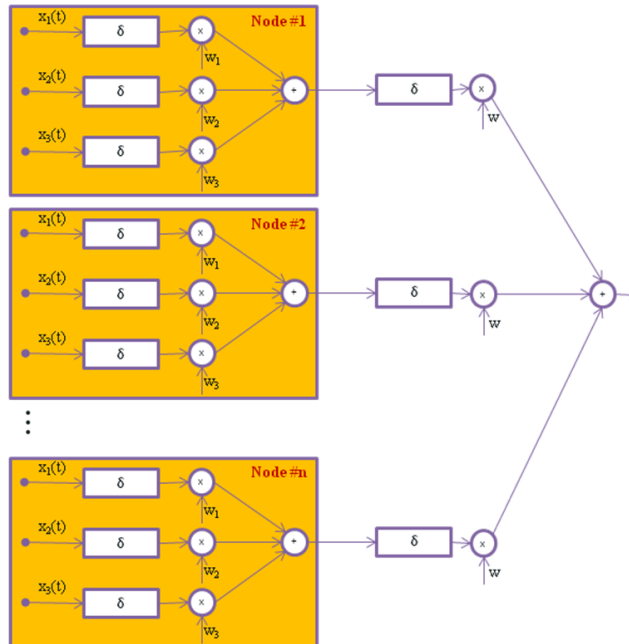 x₁(t) δ x Node #1
w₁
x₂(t) δ x + δ x
w₂ w
x₃(t) δ x
w₃
x₁(t) δ x Node #2
w₁
x₂(t) δ x + δ x +
w₂ w
x₃(t) δ x
w₃
⋮
x₁(t) δ x Node #n
w₁
x₂(t) δ x + δ x
w₂ w
x₃(t) δ x
w₃